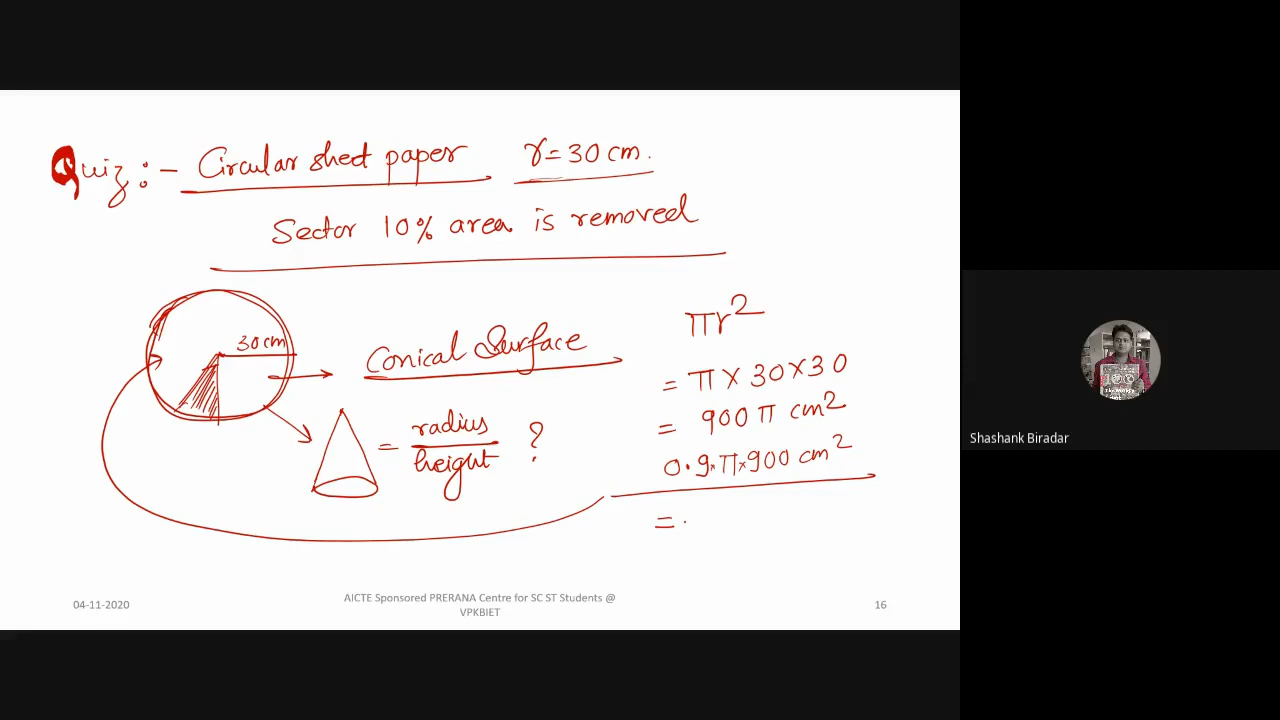 Quiz:- Circular sheet paper r=30 cm.
Sector 10% area is removed
30 cm
Conical Surface
= radius / height ?
πr²
= π×30×30
= 900 π cm²
0.9×π×900 cm²
= .
Shashank Biradar
04-11-2020
AICTE Sponsored PRERANA Centre for SC ST Students @
VPKBIET
16